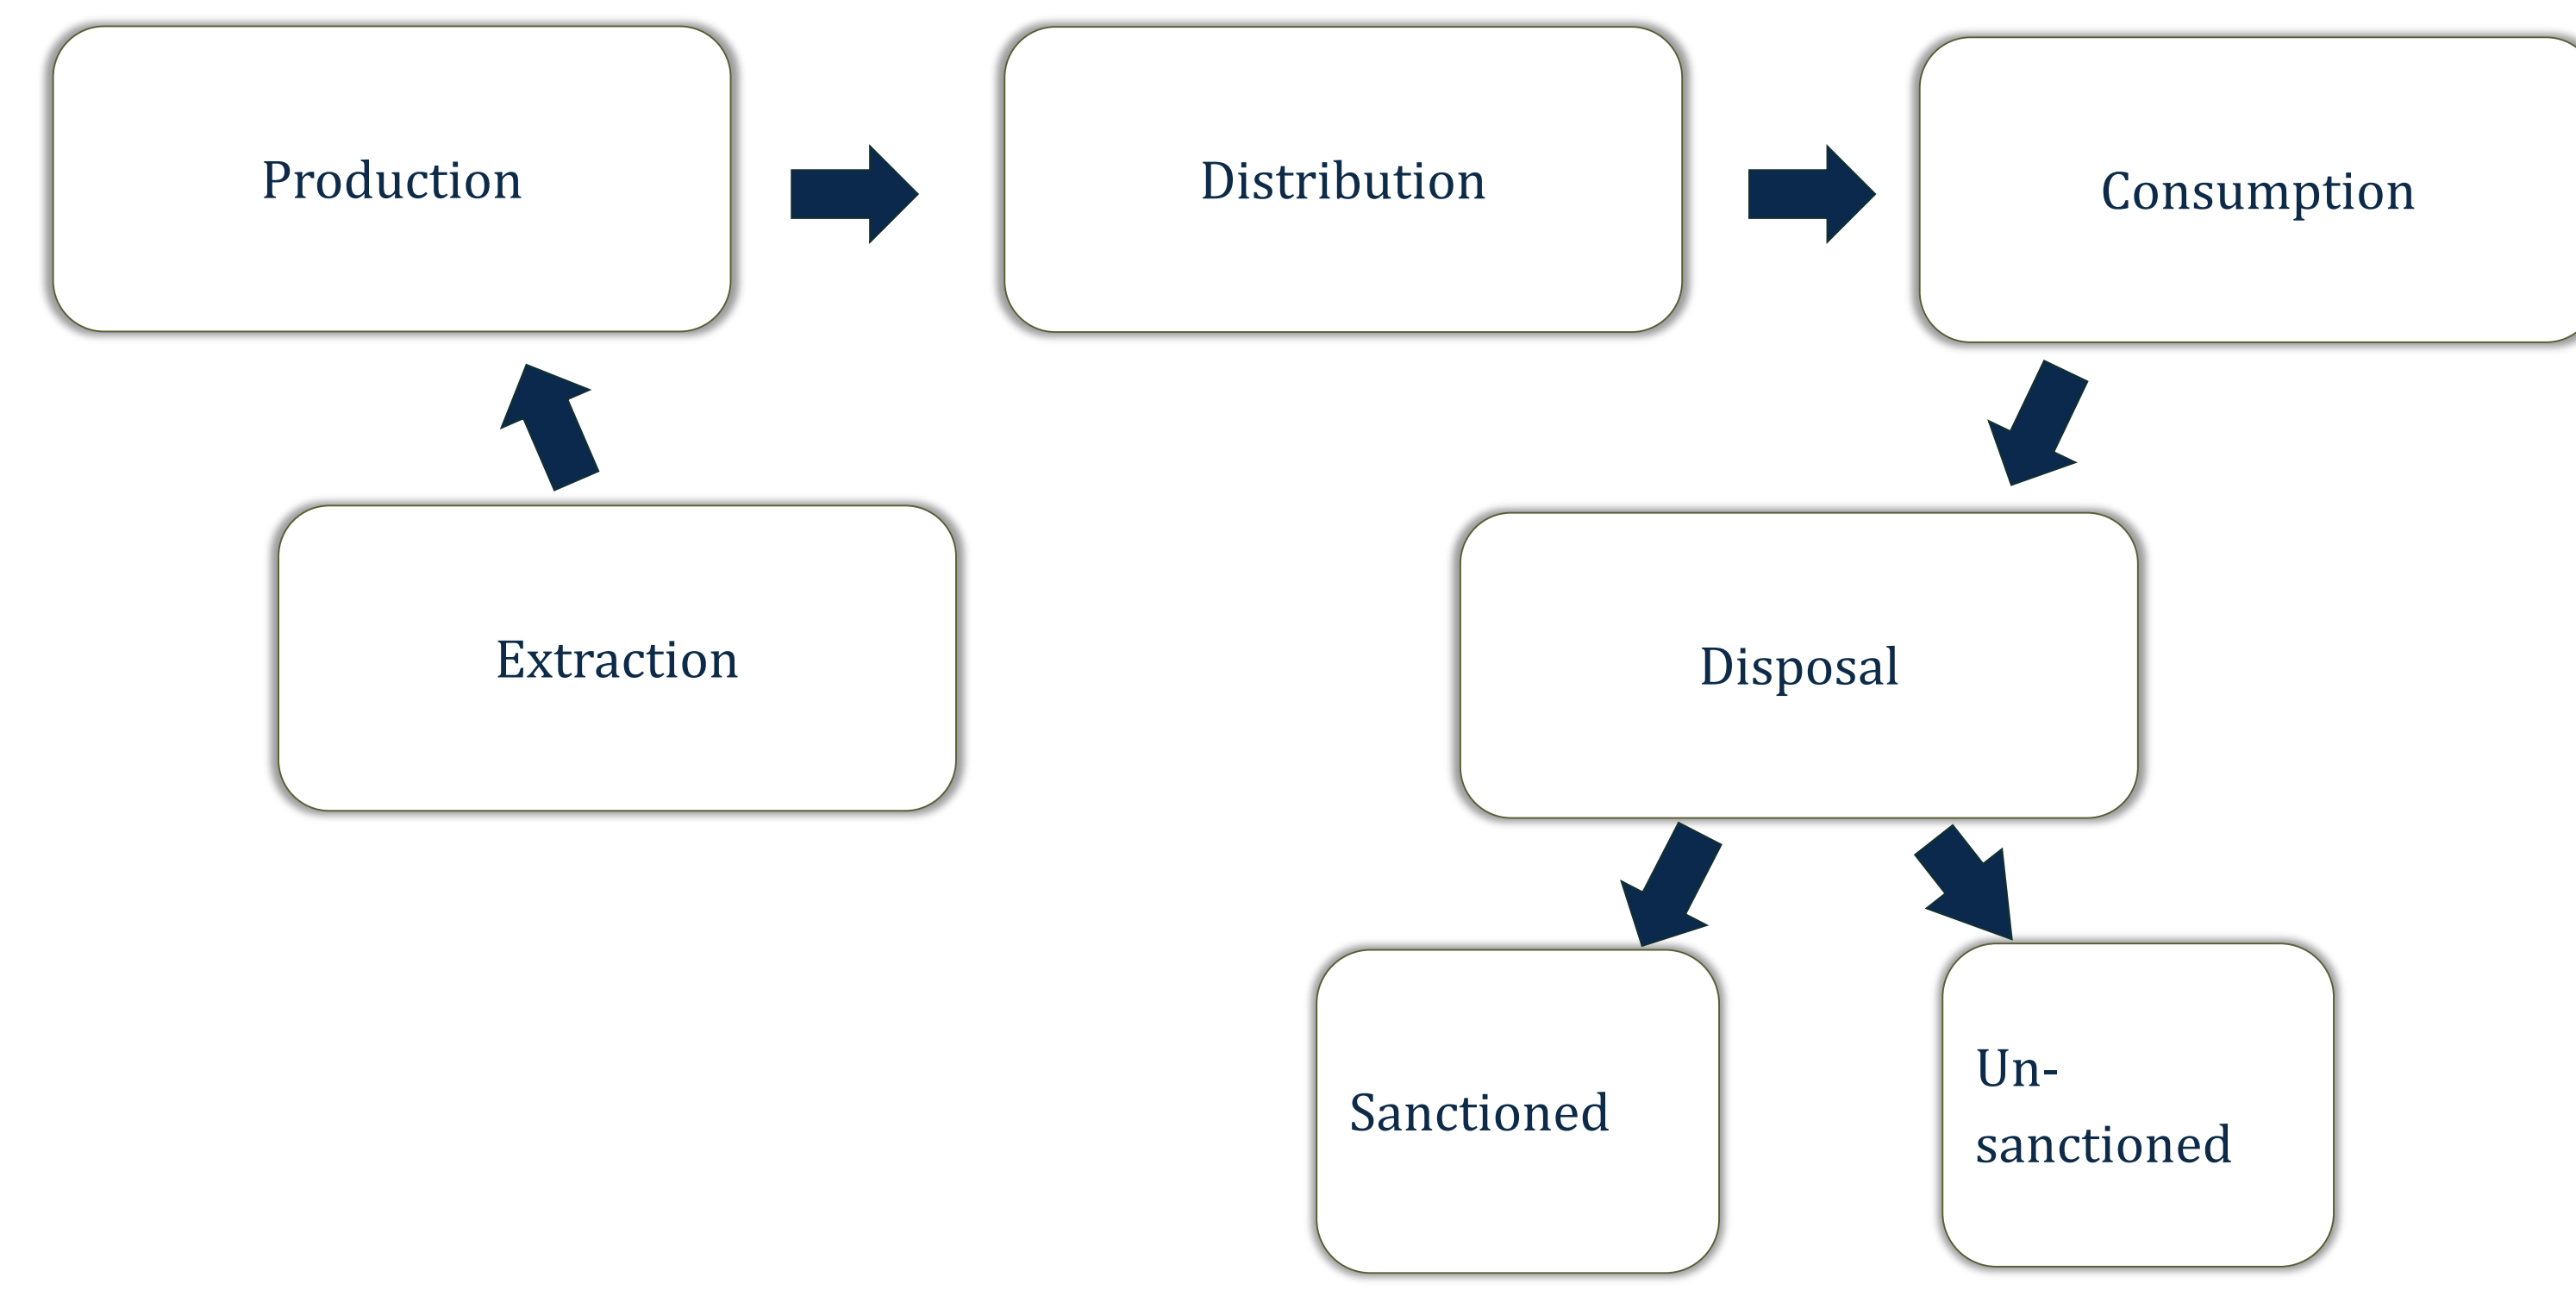 Production
Distribution
Consumption
Extraction
Disposal
Sanctioned
Un-
sanctioned